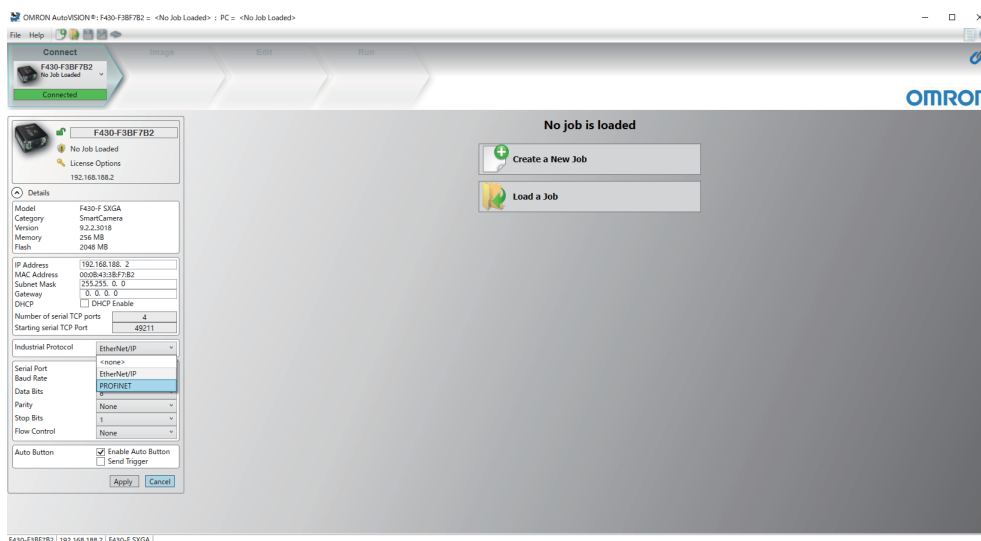 OMRON AutoVISION®: F430-F3BF7B2 = <No Job Loaded> : PC = <No Job Loaded>
File Help
Connect Image Edit Run
F430-F3BF7B2
No Job Loaded
Connected
OMRON
F430-F3BF7B2
No Job Loaded
License Options
192.168.188.2
Details
Model F430-F SXGA
Category SmartCamera
Version 9.2.2.3018
Memory 256 MB
Flash 2048 MB
IP Address 192.168.188. 2
MAC Address 00:0B:43:3B:F7:B2
Subnet Mask 255.255. 0. 0
Gateway 0. 0. 0. 0
DHCP DHCP Enable
Number of serial TCP ports 4
Starting serial TCP Port 49211
Industrial Protocol EtherNet/IP
<none>
EtherNet/IP
PROFINET
Serial Port
Baud Rate
Data Bits 8
Parity None
Stop Bits 1
Flow Control None
Auto Button Enable Auto Button
Send Trigger
Apply Cancel
No job is loaded
Create a New Job
Load a Job
F430-F3BF7B2 192.168.188.2 F430-F SXGA